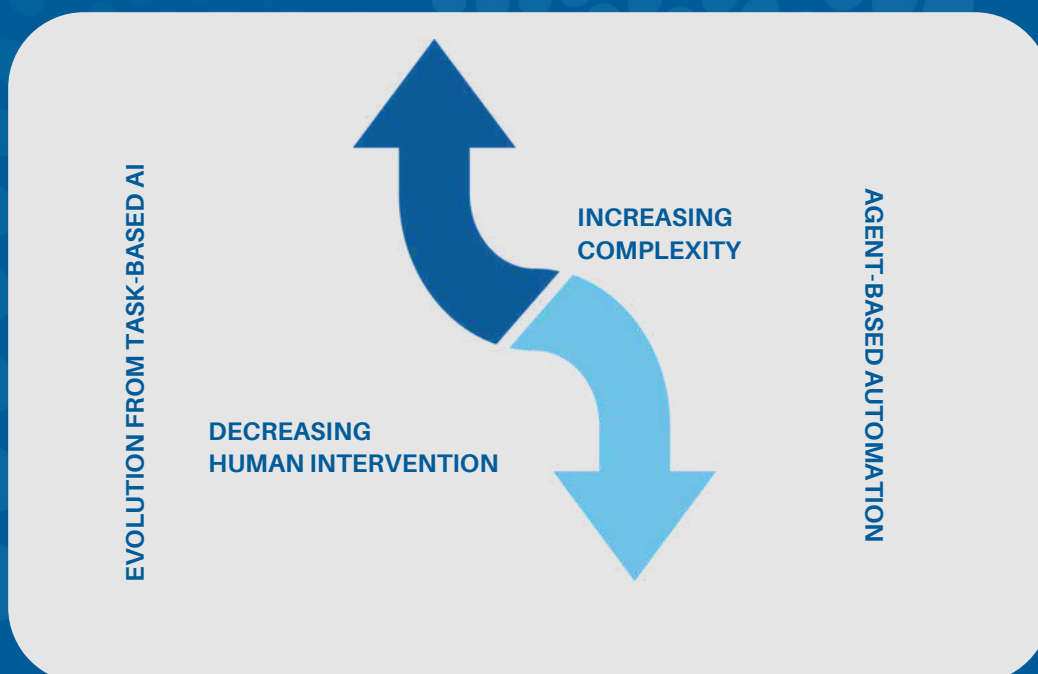 EVOLUTION FROM TASK-BASED AI
INCREASING
COMPLEXITY
DECREASING
HUMAN INTERVENTION
AGENT-BASED AUTOMATION